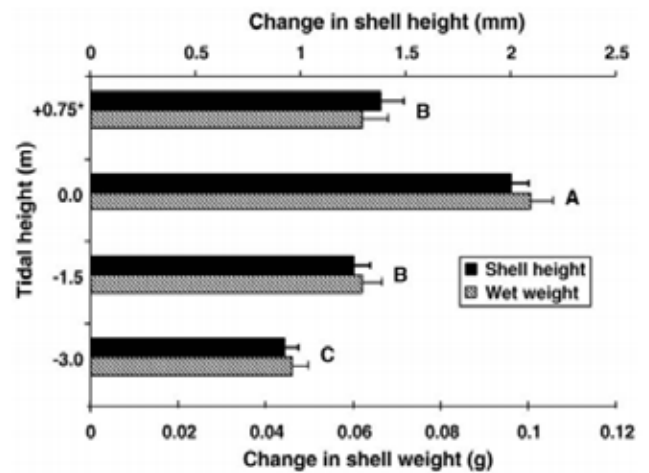 Change in shell height (mm)
0 0.5 1 1.5 2 2.5
Tidal height (m)
+0.75*
B
0.0
A
-1.5
B
Shell height
Wet weight
-3.0
C
0 0.02 0.04 0.06 0.08 0.1 0.12
Change in shell weight (g)